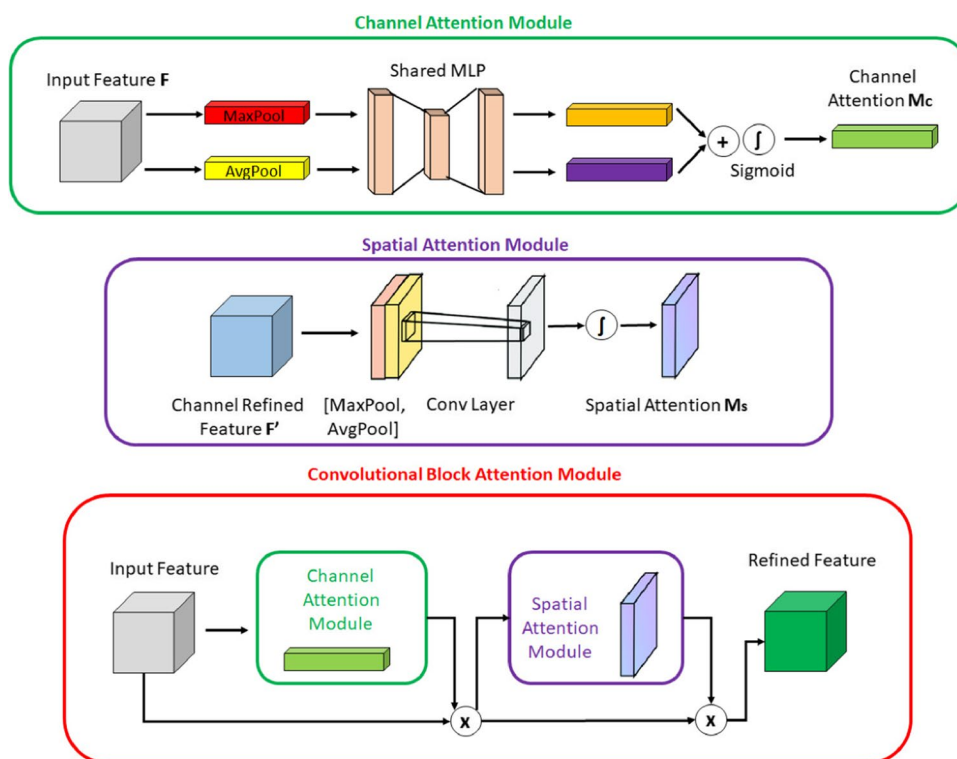 Channel Attention Module
Input Feature F
Shared MLP
Channel
Attention Mc
MaxPool
AvgPool
+ ∫
Sigmoid
Spatial Attention Module
∫
Channel Refined
Feature F'
[MaxPool,
AvgPool]
Conv Layer
Spatial Attention Ms
Convolutional Block Attention Module
Input Feature
Channel
Attention
Module
Spatial
Attention
Module
Refined Feature
x
x